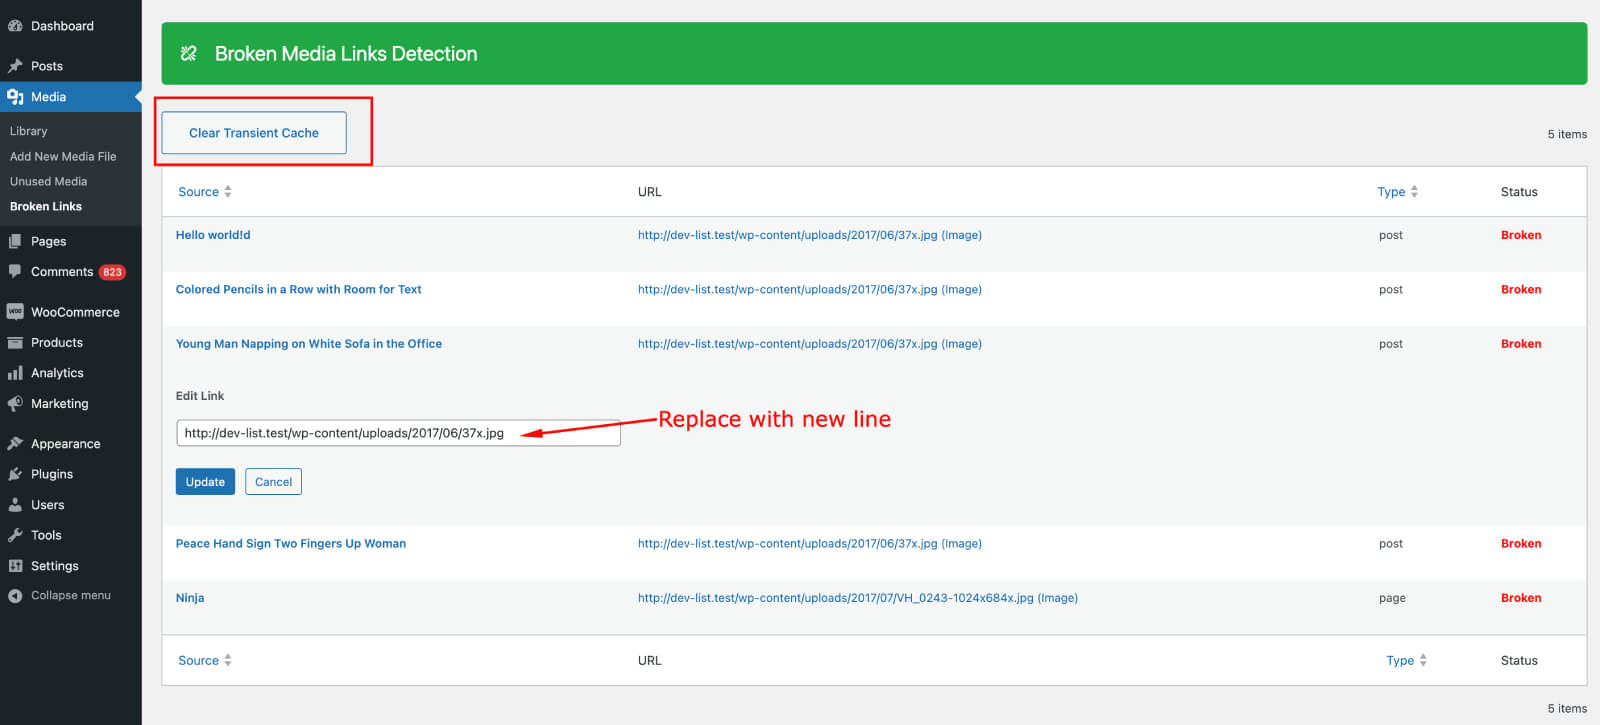 Dashboard
Posts
Media
Library
Add New Media File
Unused Media
Broken Links
Pages
Comments 823
WooCommerce
Products
Analytics
Marketing
Appearance
Plugins
Users
Tools
Settings
Collapse menu
Broken Media Links Detection
Clear Transient Cache
5 items
Source URL Type Status
Hello world!d http://dev-list.test/wp-content/uploads/2017/06/37x.jpg (Image) post Broken
Colored Pencils in a Row with Room for Text http://dev-list.test/wp-content/uploads/2017/06/37x.jpg (Image) post Broken
Young Man Napping on White Sofa in the Office http://dev-list.test/wp-content/uploads/2017/06/37x.jpg (Image) post Broken
Edit Link
http://dev-list.test/wp-content/uploads/2017/06/37x.jpg
Replace with new line
Update Cancel
Peace Hand Sign Two Fingers Up Woman http://dev-list.test/wp-content/uploads/2017/06/37x.jpg (Image) post Broken
Ninja http://dev-list.test/wp-content/uploads/2017/07/VH_0243-1024x684x.jpg (Image) page Broken
Source URL Type Status
5 items